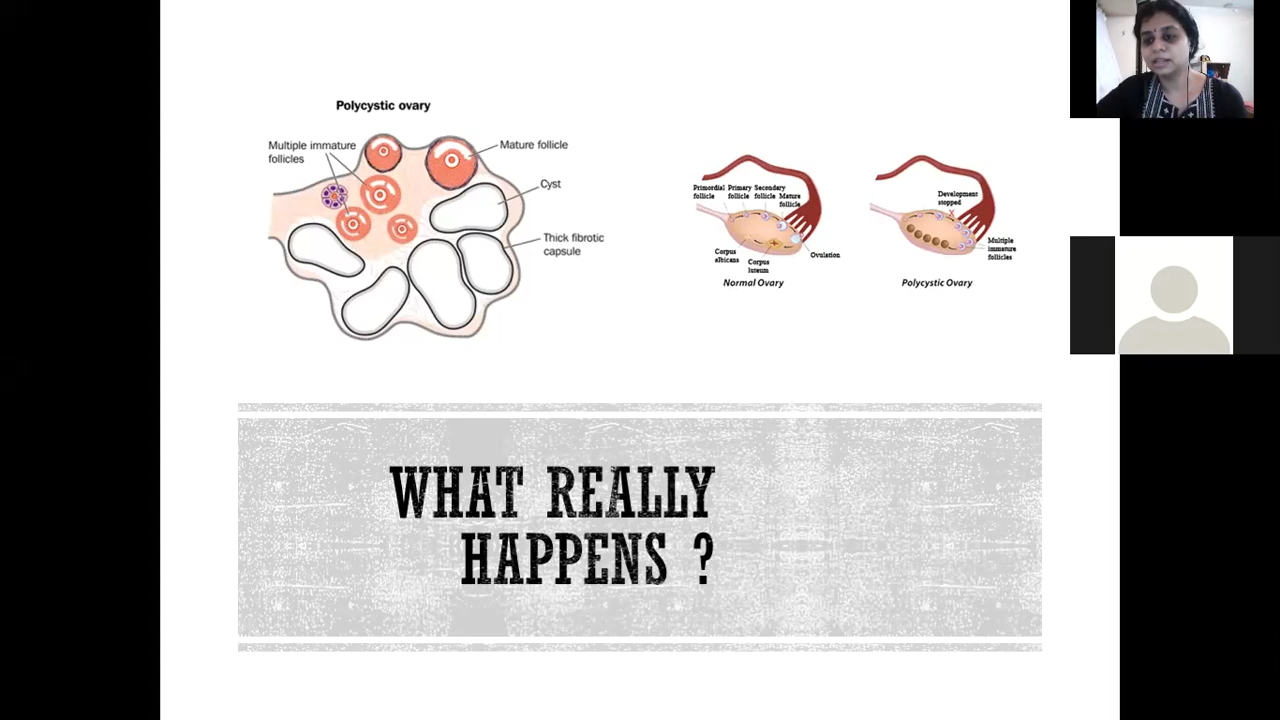 Polycystic ovary
Multiple immature
follicles
Mature follicle
Cyst
Thick fibrotic
capsule
Primordial
follicle
Primary
follicle
Secondary
follicle
Mature
follicle
Corpus
albicans
Corpus
luteum
Ovulation
Normal Ovary
Development
stopped
Multiple
immature
follicles
Polycystic Ovary
WHAT REALLY
HAPPENS ?